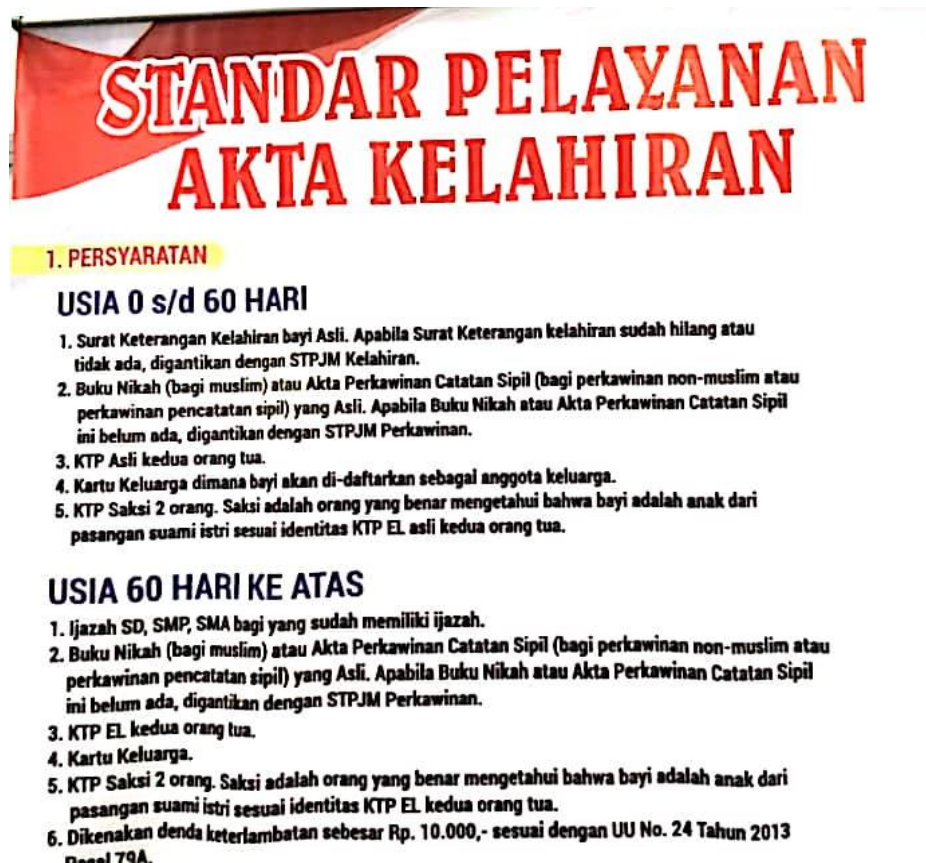 STANDAR PELAYANAN
AKTA KELAHIRAN
1. PERSYARATAN
USIA 0 s/d 60 HARI
1. Surat Keterangan Kelahiran bayi Asli. Apabila Surat Keterangan kelahiran sudah hilang atau
tidak ada, digantikan dengan STPJM Kelahiran.
2. Buku Nikah (bagi muslim) atau Akta Perkawinan Catatan Sipil (bagi perkawinan non-muslim atau
perkawinan pencatatan sipil) yang Asli. Apabila Buku Nikah atau Akta Perkawinan Catatan Sipil
ini belum ada, digantikan dengan STPJM Perkawinan.
3. KTP Asli kedua orang tua.
4. Kartu Keluarga dimana bayi akan di-daftarkan sebagai anggota keluarga.
5. KTP Saksi 2 orang. Saksi adalah orang yang benar mengetahui bahwa bayi adalah anak dari
pasangan suami istri sesuai identitas KTP EL asli kedua orang tua.
USIA 60 HARI KE ATAS
1. Ijazah SD, SMP, SMA bagi yang sudah memiliki ijazah.
2. Buku Nikah (bagi muslim) atau Akta Perkawinan Catatan Sipil (bagi perkawinan non-muslim atau
perkawinan pencatatan sipil) yang Asli. Apabila Buku Nikah atau Akta Perkawinan Catatan Sipil
ini belum ada, digantikan dengan STPJM Perkawinan.
3. KTP EL kedua orang tua.
4. Kartu Keluarga.
5. KTP Saksi 2 orang. Saksi adalah orang yang benar mengetahui bahwa bayi adalah anak dari
pasangan suami istri sesuai identitas KTP EL kedua orang tua.
6. Dikenakan denda keterlambatan sebesar Rp. 10.000,- sesuai dengan UU No. 24 Tahun 2013
Pasal 79A.